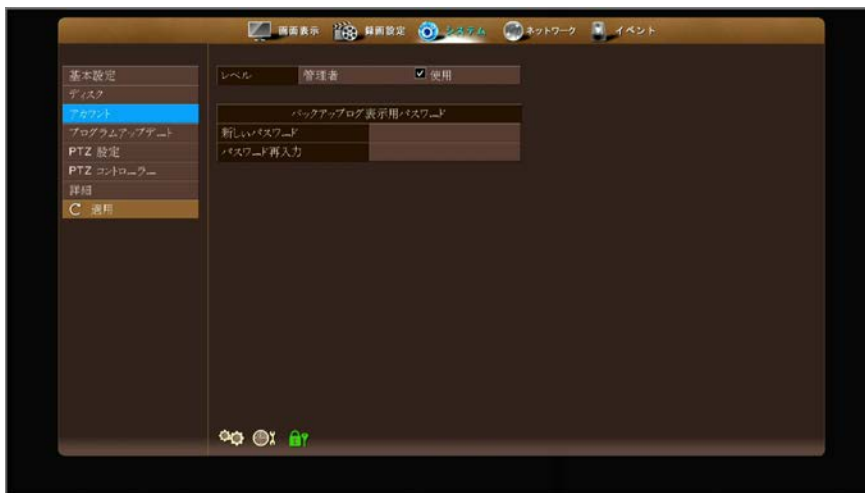 画面表示 録画設定 システム ネットワーク イベント
基本設定
ディスク
アカウント
プログラムアップデート
PTZ 設定
PTZ コントローラー
詳細
適用
レベル 管理者 使用
バックアップログ表示用パスワード
新しいパスワード
パスワード再入力